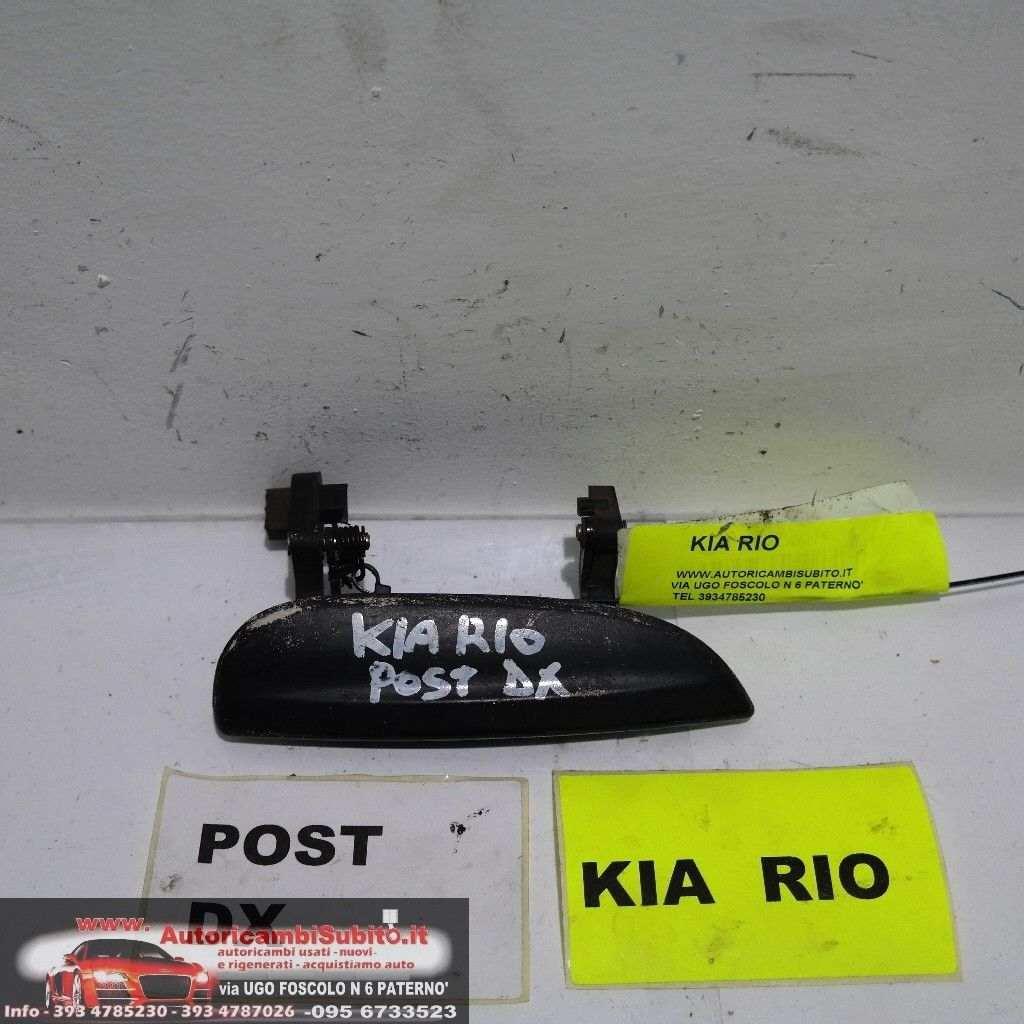 KIA RIO
WWW.AUTORICAMBISUBITO.IT
VIA UGO FOSCOLO N 6 PATERNO'
TEL 3934785230
KIA RIO
POST DX
POST
DX
KIA RIO
www.
AutoricambiSubito.it
autoricambi usati - nuovi
e rigenerati - acquistiamo auto
via UGO FOSCOLO N 6 PATERNO'
Info - 393 4785230 - 393 4787026 -095 6733523